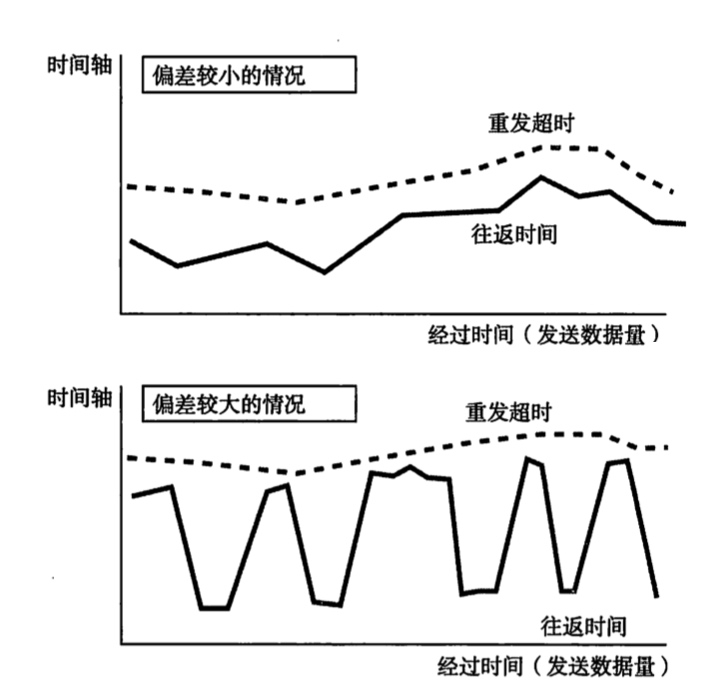 时间轴
偏差较小的情况
重发超时
往返时间
经过时间（发送数据量）
时间轴
偏差较大的情况
重发超时
往返时间
经过时间（发送数据量）